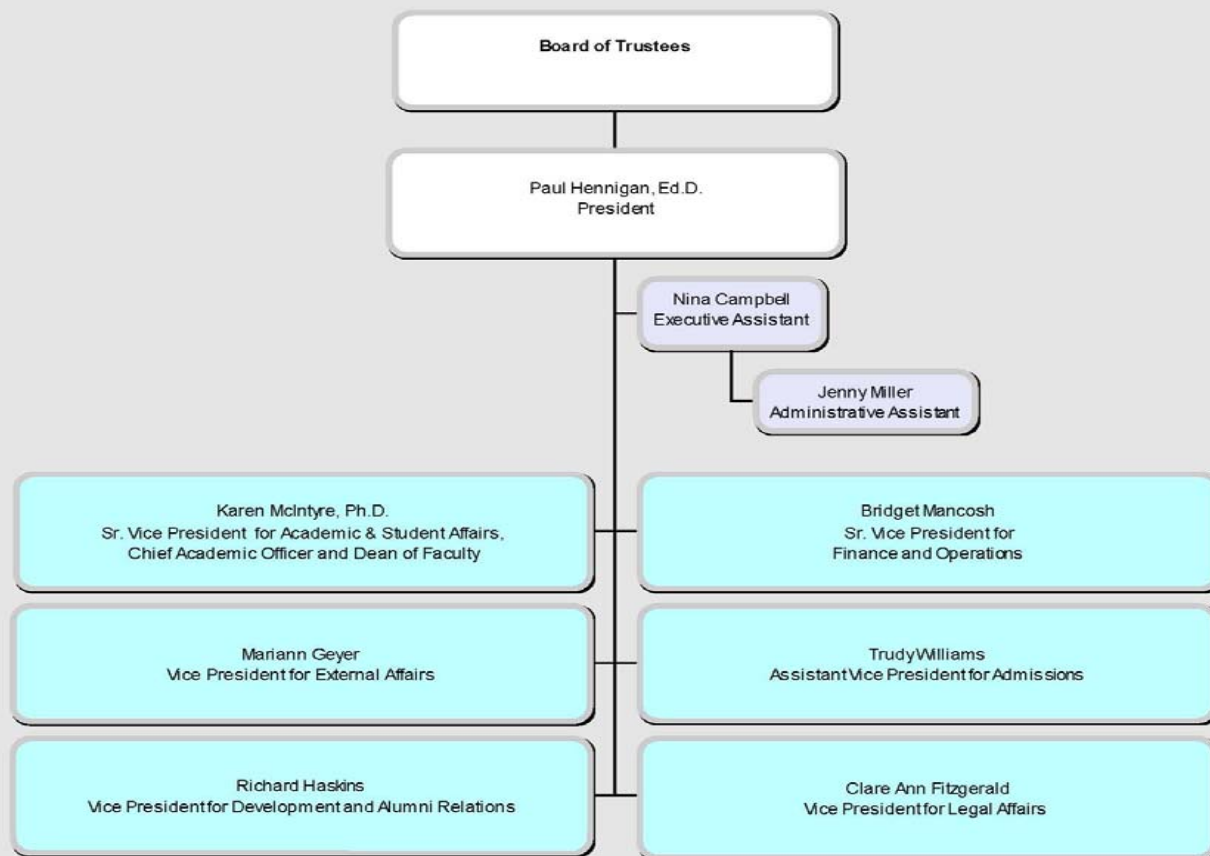 Board of Trustees
Paul Hennigan, Ed.D.
President
Nina Campbell
Executive Assistant
Jenny Miller
Administrative Assistant
Karen McIntyre, Ph.D.
Sr. Vice President for Academic & Student Affairs,
Chief Academic Officer and Dean of Faculty
Bridget Mancosh
Sr. Vice President for
Finance and Operations
Mariann Geyer
Vice President for External Affairs
Trudy Williams
Assistant Vice President for Admissions
Richard Haskins
Vice President for Development and Alumni Relations
Clare Ann Fitzgerald
Vice President for Legal Affairs